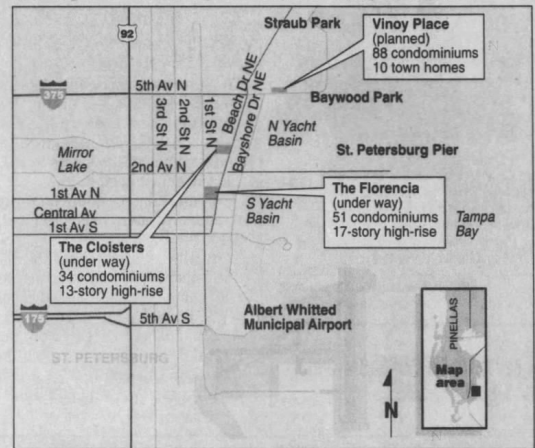 Straub Park
Vinoy Place
(planned)
88 condominiums
10 town homes
92
375
5th Av N
Baywood Park
3rd St N
2nd St N
1st St N
Beach Dr NE
Bayshore Dr NE
N Yacht
Basin
Mirror
Lake
2nd Av N
St. Petersburg Pier
1st Av N
The Florencia
(under way)
51 condominiums
17-story high-rise
S Yacht
Basin
Tampa
Bay
Central Av
1st Av S
The Cloisters
(under way)
34 condominiums
13-story high-rise
175
5th Av S
Albert Whitted
Municipal Airport
ST. PETERSBURG
PINELLAS
Map
area
N